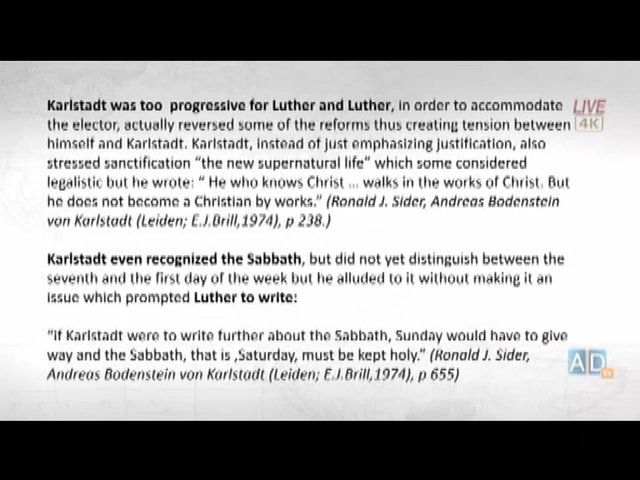 Karlstadt was too  progressive for Luther and Luther, in order to accommodate
LIVE
the elector, actually reversed some of the reforms thus creating tension between
4K
himself and Karlstadt. Karlstadt, instead of just emphasizing justification, also
stressed sanctification “the new supernatural life” which some considered
legalistic but he wrote: “ He who knows Christ ... walks in the works of Christ. But
he does not become a Christian by works.” (Ronald J. Sider, Andreas Bodenstein
von Karlstadt (Leiden; E.J.Brill,1974), p 238.)
Karlstadt even recognized the Sabbath, but did not yet distinguish between the
seventh and the first day of the week but he alluded to it without making it an
issue which prompted Luther to write:
“If Karlstadt were to write further about the Sabbath, Sunday would have to give
way and the Sabbath, that is ,Saturday, must be kept holy.” (Ronald J. Sider,
Andreas Bodenstein von Karlstadt (Leiden; E.J.Brill,1974), p 655)
AD